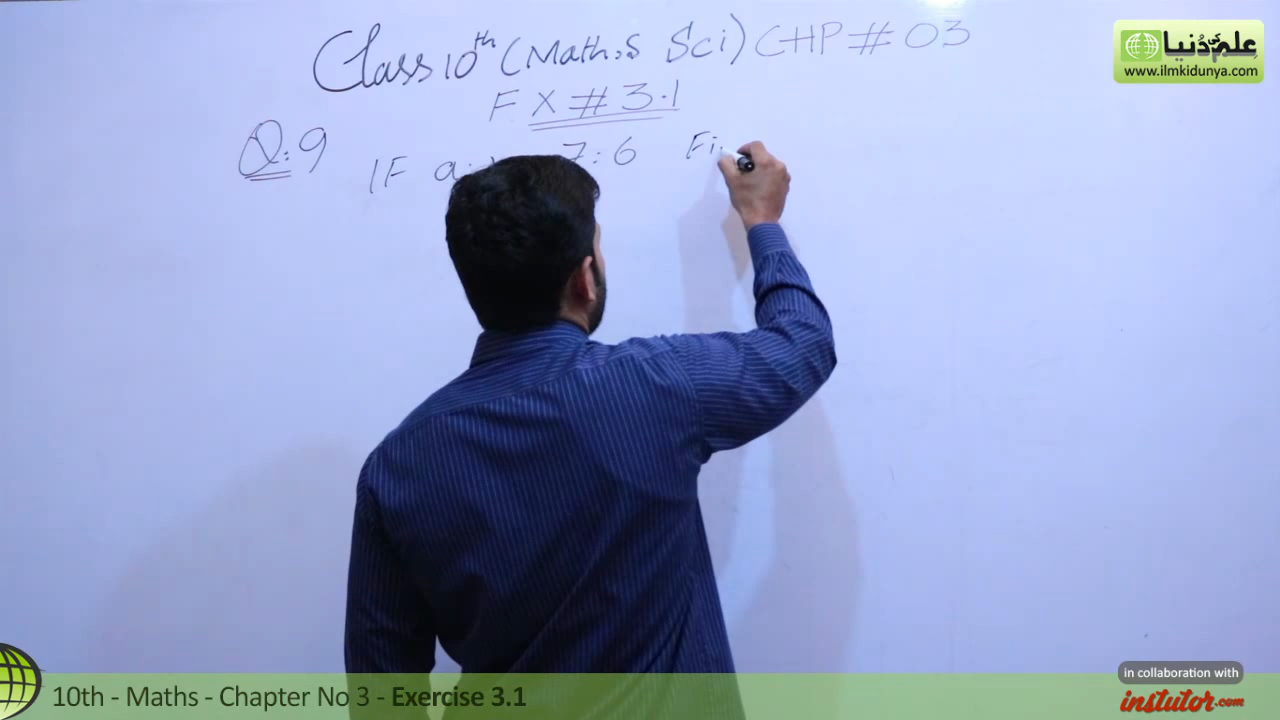 Class 10th (Maths Sci) CHP # 03
EX # 3.1
Q:9 IF a: 7:6 Fi
علم کی دُنیا
www.ilmkidunya.com
in collaboration with
instutor.com
10th - Maths - Chapter No 3 - Exercise 3.1